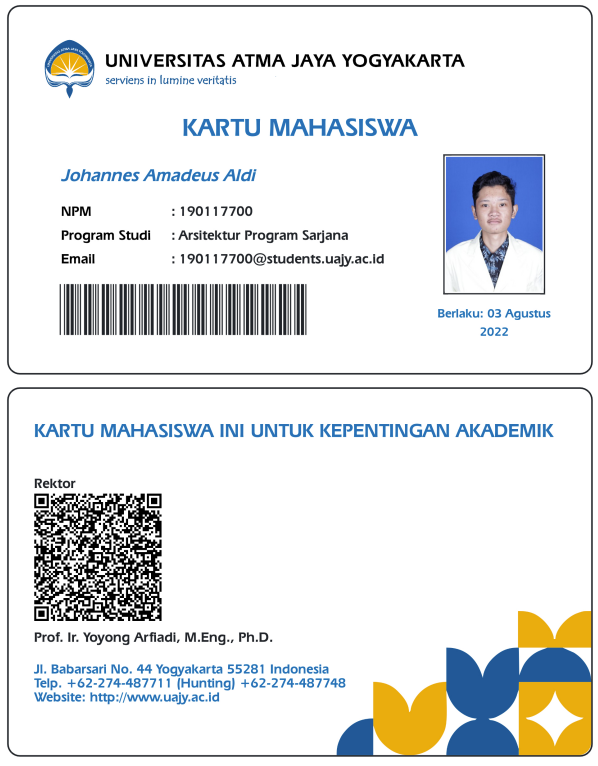 UNIVERSITAS ATMA JAYA YOGYAKARTA
serviens in lumine veritatis
KARTU MAHASISWA
Johannes Amadeus Aldi
NPM : 190117700
Program Studi : Arsitektur Program Sarjana
Email : 190117700@students.uajy.ac.id
Berlaku: 03 Agustus
2022
KARTU MAHASISWA INI UNTUK KEPENTINGAN AKADEMIK
Rektor
Prof. Ir. Yoyong Arfiadi, M.Eng., Ph.D.
Jl. Babarsari No. 44 Yogyakarta 55281 Indonesia
Telp. +62-274-487711 (Hunting) +62-274-487748
Website: http://www.uajy.ac.id